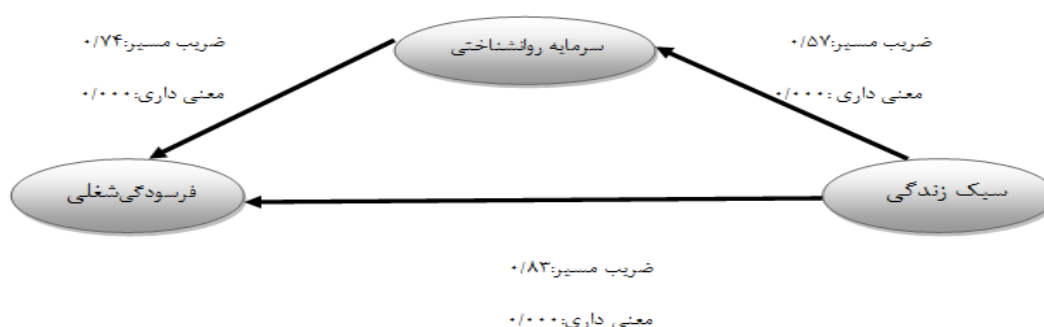 ضریب مسیر:۰/۵۷
معنی داری :۰/۰۰۰
سرمایه روانشناختی
ضریب مسیر:۰/۷۴
معنی داری:۰/۰۰۰
سبک زندگی
فرسودگی‌شغلی
ضریب مسیر:۰/۸۳
معنی داری:۰/۰۰۰